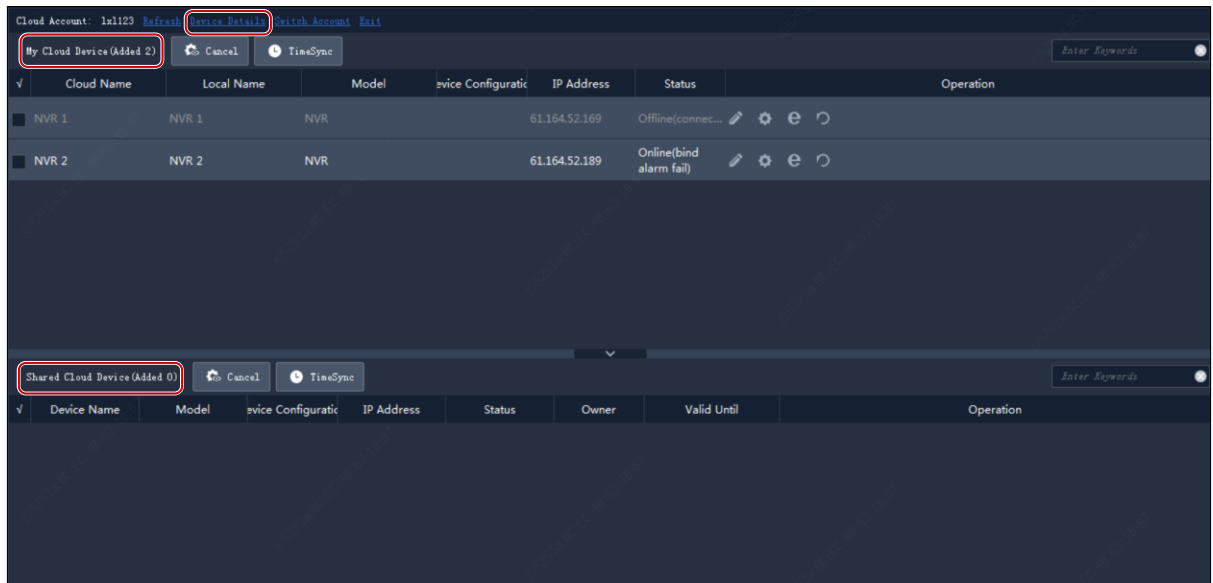 Cloud Account: lxl123 Refresh Device Details Switch Account Exit
My Cloud Device(Added 2) Cancel TimeSync Enter Keywords
√ Cloud Name Local Name Model evice Configuratic IP Address Status Operation
NVR 1 NVR 1 NVR 61.164.52.169 Offline(connec...
NVR 2 NVR 2 NVR 61.164.52.189 Online(bind
alarm fail)
Shared Cloud Device(Added 0) Cancel TimeSync Enter Keywords
√ Device Name Model evice Configuratic IP Address Status Owner Valid Until Operation